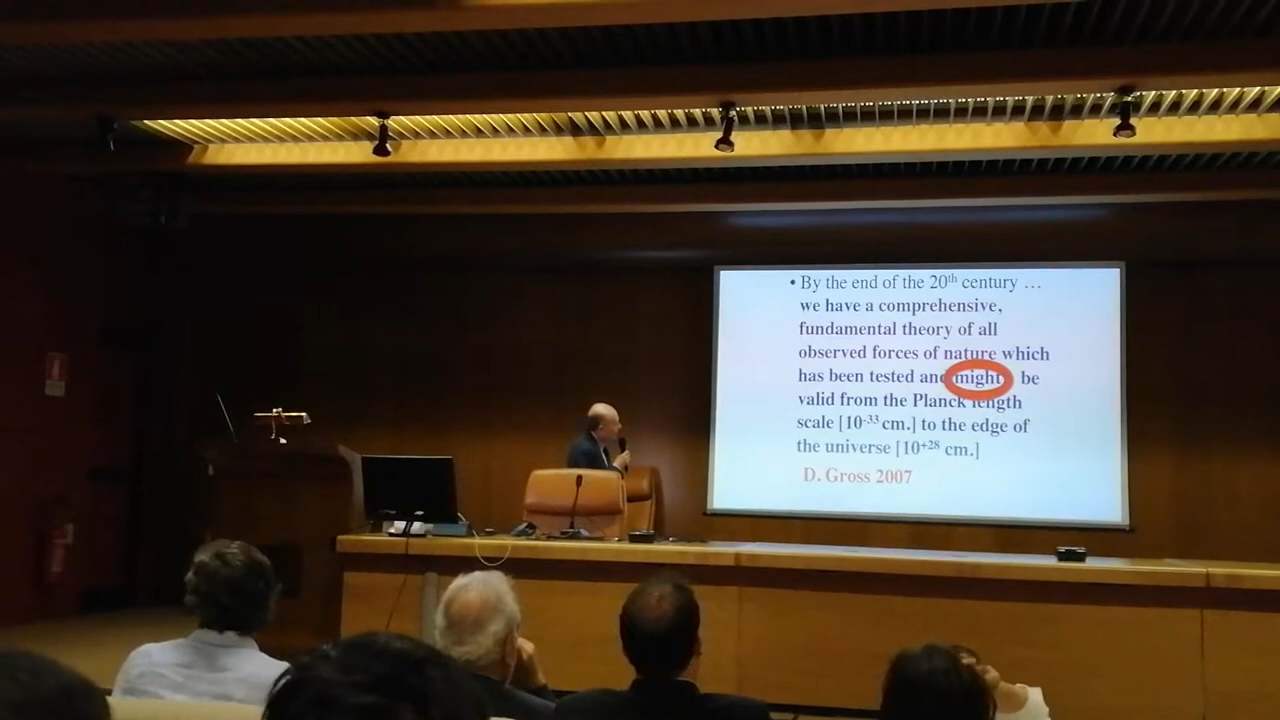 • By the end of the 20th century …
we have a comprehensive,
fundamental theory of all
observed forces of nature which
has been tested and might be
valid from the Planck length
scale [10-33 cm.] to the edge of
the universe [10+28 cm.]
D. Gross 2007